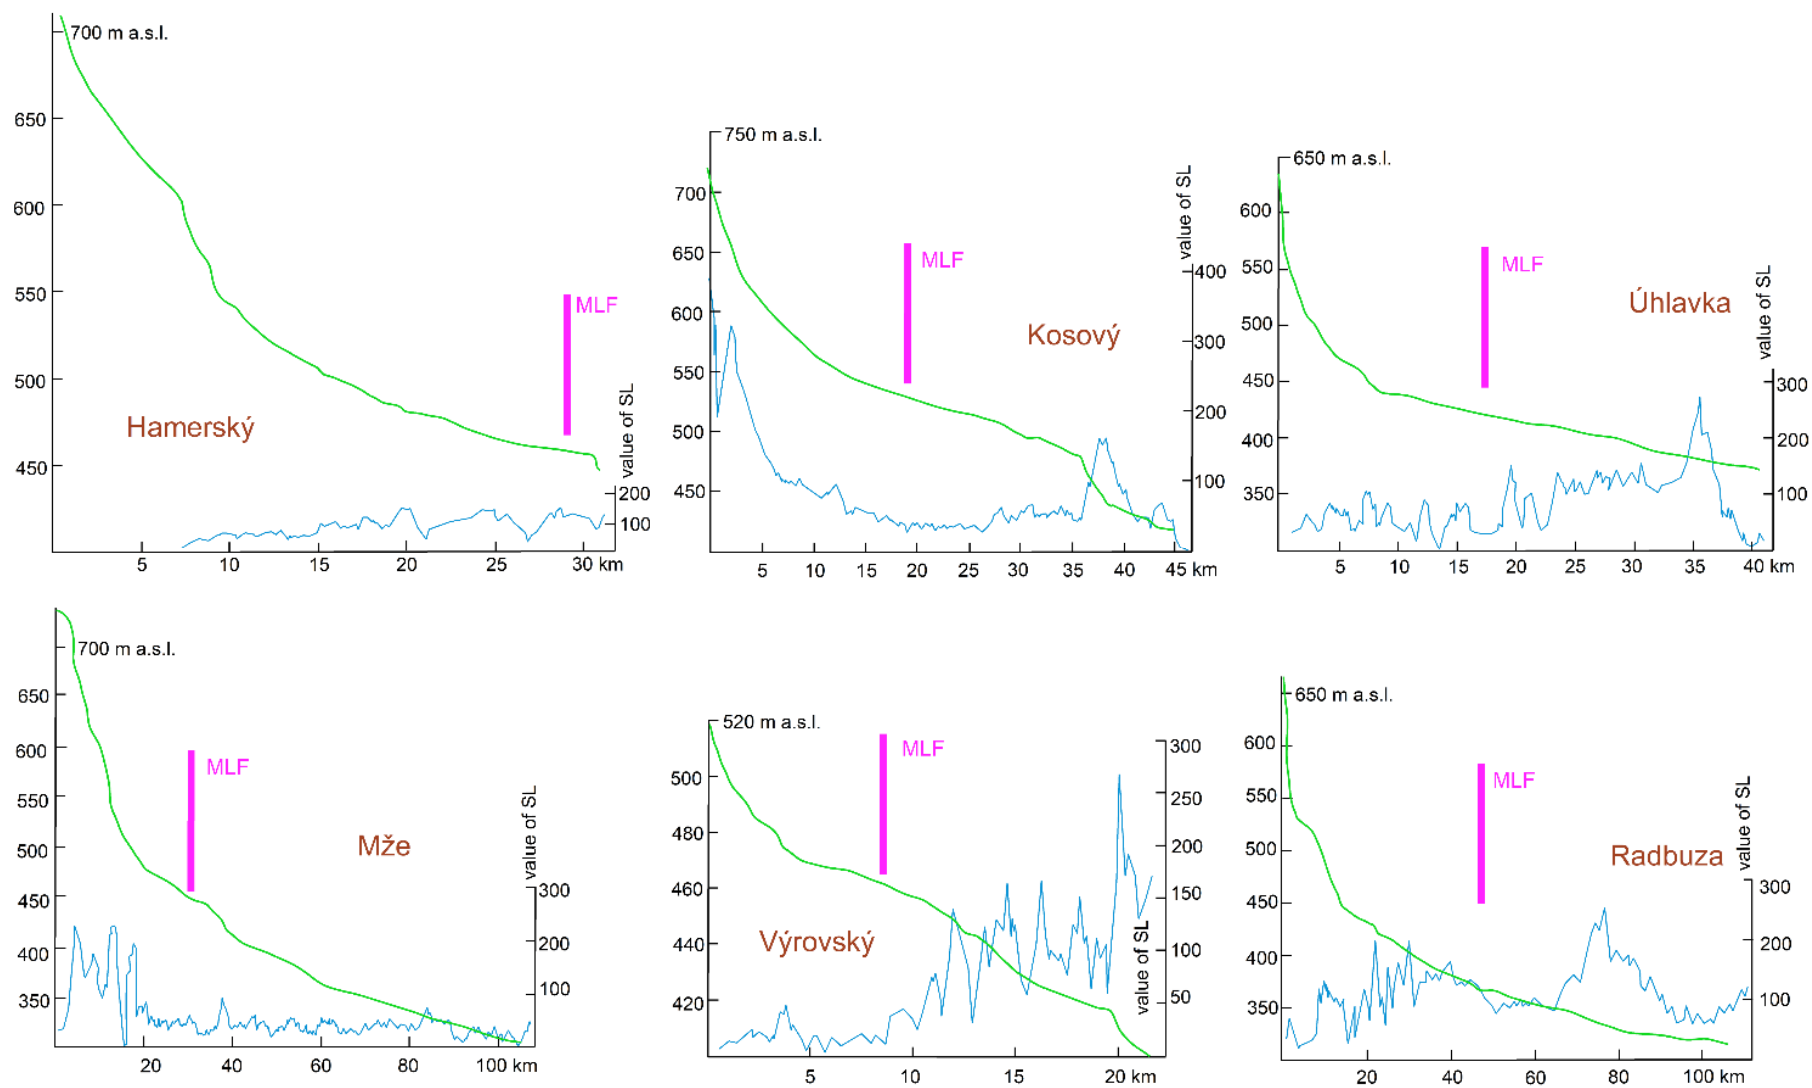 700 m a.s.l.
650
600
550
500
450
MLF
Hamerský
value of SL
200
100
5
10
15
20
25
30 km
750 m a.s.l.
700
650
600
550
500
450
MLF
Kosový
value of SL
400
300
200
100
5
10
15
20
25
30
35
40
45 km
650 m a.s.l.
600
550
500
450
400
350
MLF
Úhlavka
value of SL
300
200
100
5
10
15
20
25
30
35
40 km
700 m a.s.l.
650
600
550
500
450
400
350
MLF
Mže
value of SL
300
200
100
20
40
60
80
100 km
520 m a.s.l.
500
480
460
440
420
MLF
Výrovský
value of SL
300
250
200
150
100
50
5
10
15
20 km
650 m a.s.l.
600
550
500
450
400
350
MLF
Radbuza
value of SL
300
200
100
20
40
60
80
100 km